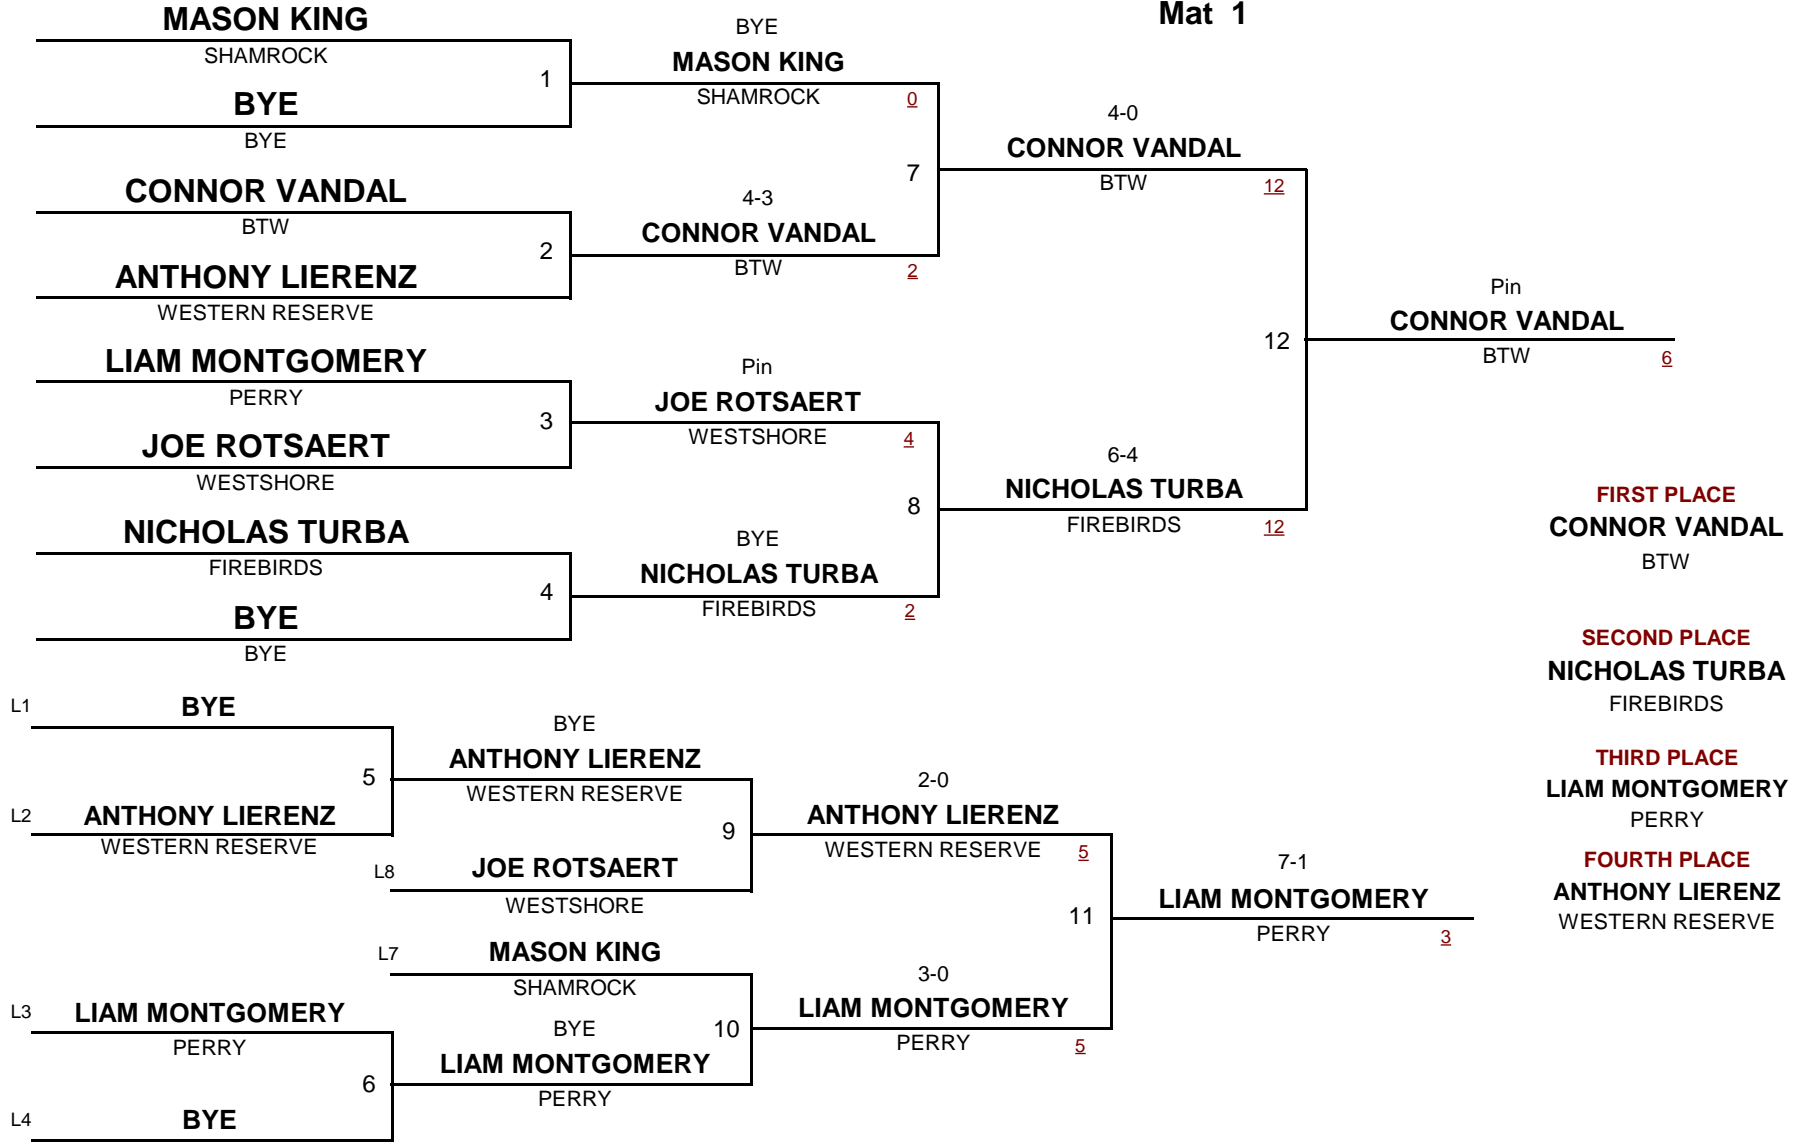 Mat 1
MASON KING
SHAMROCK
1
BYE
BYE
CONNOR VANDAL
BTW
2
ANTHONY LIERENZ
WESTERN RESERVE
LIAM MONTGOMERY
PERRY
3
JOE ROTSAERT
WESTSHORE
NICHOLAS TURBA
FIREBIRDS
4
BYE
BYE
BYE
MASON KING
SHAMROCK 0
7
4-3
CONNOR VANDAL
BTW 2
Pin
JOE ROTSAERT
WESTSHORE 4
8
BYE
NICHOLAS TURBA
FIREBIRDS 2
4-0
CONNOR VANDAL
BTW 12
12
6-4
NICHOLAS TURBA
FIREBIRDS 12
Pin
CONNOR VANDAL
BTW 6
FIRST PLACE
CONNOR VANDAL
BTW
SECOND PLACE
NICHOLAS TURBA
FIREBIRDS
THIRD PLACE
LIAM MONTGOMERY
PERRY
FOURTH PLACE
ANTHONY LIERENZ
WESTERN RESERVE
L1 BYE
5
L2 ANTHONY LIERENZ
WESTERN RESERVE
L3 LIAM MONTGOMERY
PERRY
6
L4 BYE
BYE
ANTHONY LIERENZ
WESTERN RESERVE
9
L8 JOE ROTSAERT
WESTSHORE
L7 MASON KING
SHAMROCK
10
BYE
LIAM MONTGOMERY
PERRY
2-0
ANTHONY LIERENZ
WESTERN RESERVE 5
11
3-0
LIAM MONTGOMERY
PERRY 5
7-1
LIAM MONTGOMERY
PERRY 3